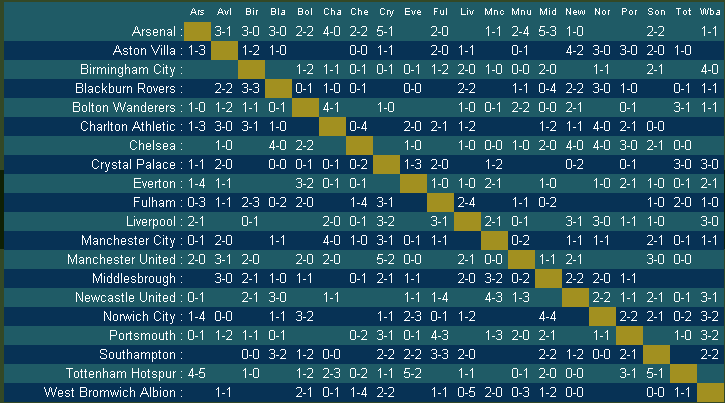 Ars Avl Bir Bla Bol Cha Che Cry Eve Ful Liv Mnc Mnu Mid New Nor Por Son Tot Wba
Arsenal : 3-1 3-0 3-0 2-2 4-0 2-2 5-1 2-0 1-1 2-4 5-3 1-0 2-2 1-1
Aston Villa : 1-3 1-2 1-0 0-0 1-1 2-0 1-1 0-1 4-2 3-0 3-0 2-0 1-0
Birmingham City : 1-2 1-1 0-1 0-1 0-1 1-2 2-0 1-0 0-0 2-0 1-1 2-1 4-0
Blackburn Rovers : 2-2 3-3 0-1 1-0 0-1 0-0 2-2 1-1 0-4 2-2 3-0 1-0 0-1 1-1
Bolton Wanderers : 1-0 1-2 1-1 0-1 4-1 1-0 1-0 0-1 2-2 0-0 2-1 0-1 3-1 1-1
Charlton Athletic : 1-3 3-0 3-1 1-0 0-4 2-0 2-1 1-2 1-2 1-1 4-0 2-1 0-0
Chelsea : 1-0 4-0 2-2 1-0 1-0 0-0 1-0 2-0 4-0 4-0 3-0 2-1 0-0
Crystal Palace : 1-1 2-0 0-0 0-1 0-1 0-2 1-3 2-0 1-2 0-2 0-1 3-0 3-0
Everton : 1-4 1-1 3-2 0-1 0-1 1-0 1-0 2-1 1-0 1-0 2-1 1-0 0-1 2-1
Fulham : 0-3 1-1 2-3 0-2 2-0 1-4 3-1 2-4 1-1 0-2 1-0 2-0 1-0
Liverpool : 2-1 0-1 2-0 0-1 3-2 3-1 2-1 0-1 3-1 3-0 1-1 1-0 3-0
Manchester City : 0-1 2-0 1-1 4-0 1-0 3-1 0-1 1-1 0-2 1-1 1-1 2-1 0-1 1-1
Manchester United : 2-0 3-1 2-0 2-0 2-0 5-2 0-0 2-1 0-0 1-1 2-1 3-0 0-0
Middlesbrough : 3-0 2-1 1-0 1-1 0-1 2-1 1-1 2-0 3-2 0-2 2-2 2-0 1-1
Newcastle United : 0-1 2-1 3-0 1-1 1-1 1-4 4-3 1-3 2-2 1-1 2-1 0-1 3-1
Norwich City : 1-4 0-0 1-1 3-2 1-1 2-3 0-1 1-2 4-4 2-2 2-1 0-2 3-2
Portsmouth : 0-1 1-2 1-1 0-1 0-2 3-1 0-1 4-3 1-3 2-0 2-1 1-1 1-0 3-2
Southampton : 0-0 3-2 1-2 0-0 2-2 2-2 3-3 2-0 2-2 1-2 0-0 2-1 2-2
Tottenham Hotspur : 4-5 1-0 1-2 2-3 0-2 1-1 5-2 1-1 0-1 2-0 0-0 3-1 5-1
West Bromwich Albion : 1-1 2-1 0-1 1-4 2-2 1-1 0-5 2-0 0-3 1-2 0-0 0-0 1-1